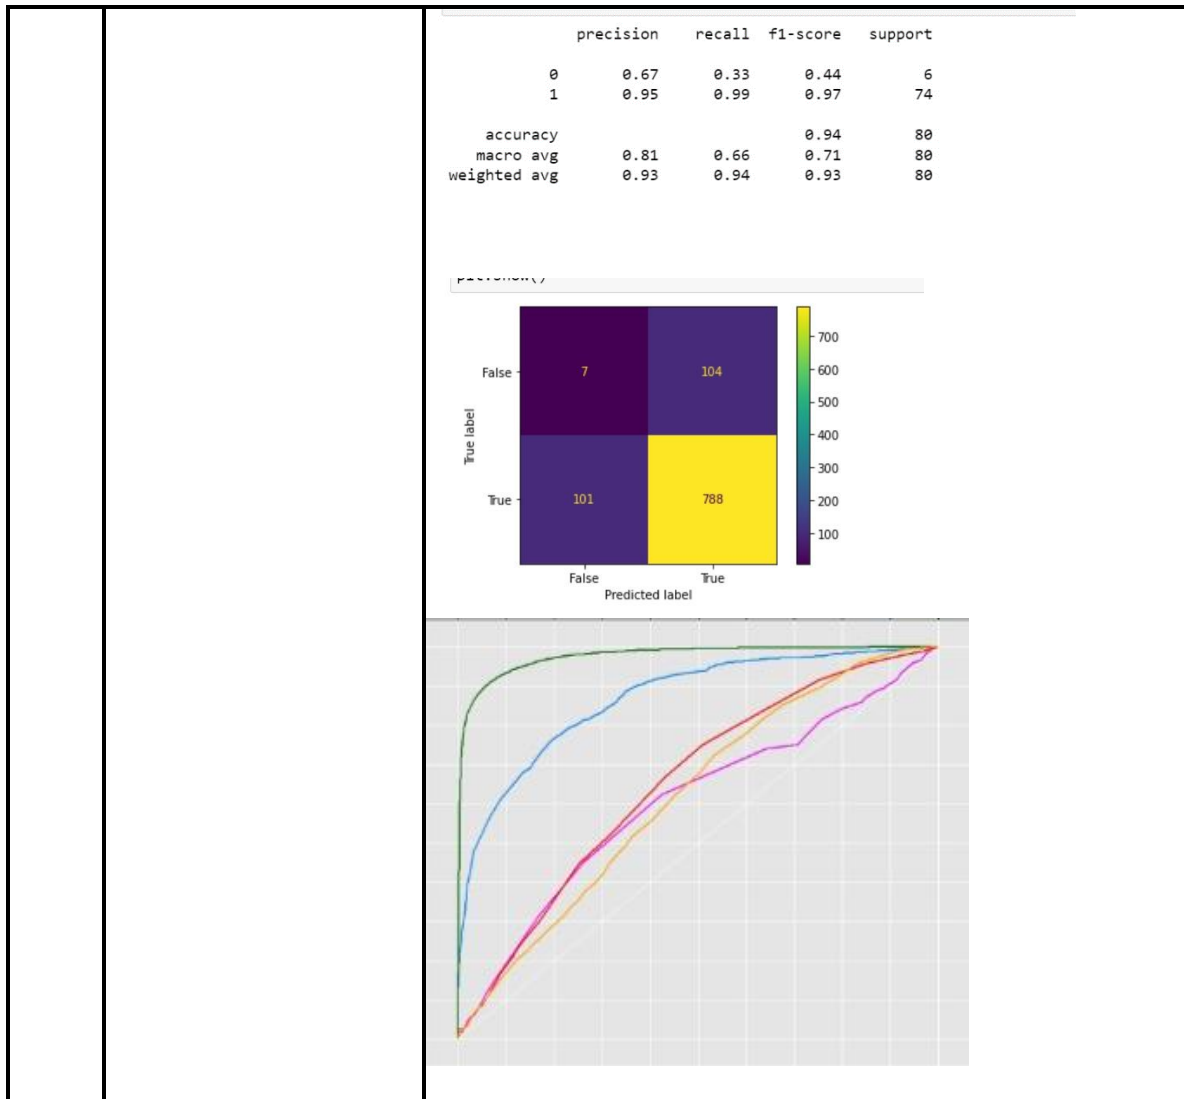 precision recall f1-score support
0 0.67 0.33 0.44 6
1 0.95 0.99 0.97 74
accuracy 0.94 80
macro avg 0.81 0.66 0.71 80
weighted avg 0.93 0.94 0.93 80
plt.show()
700
600
500
400
300
200
100
False
True
True label
7 104
101 788
False True
Predicted label